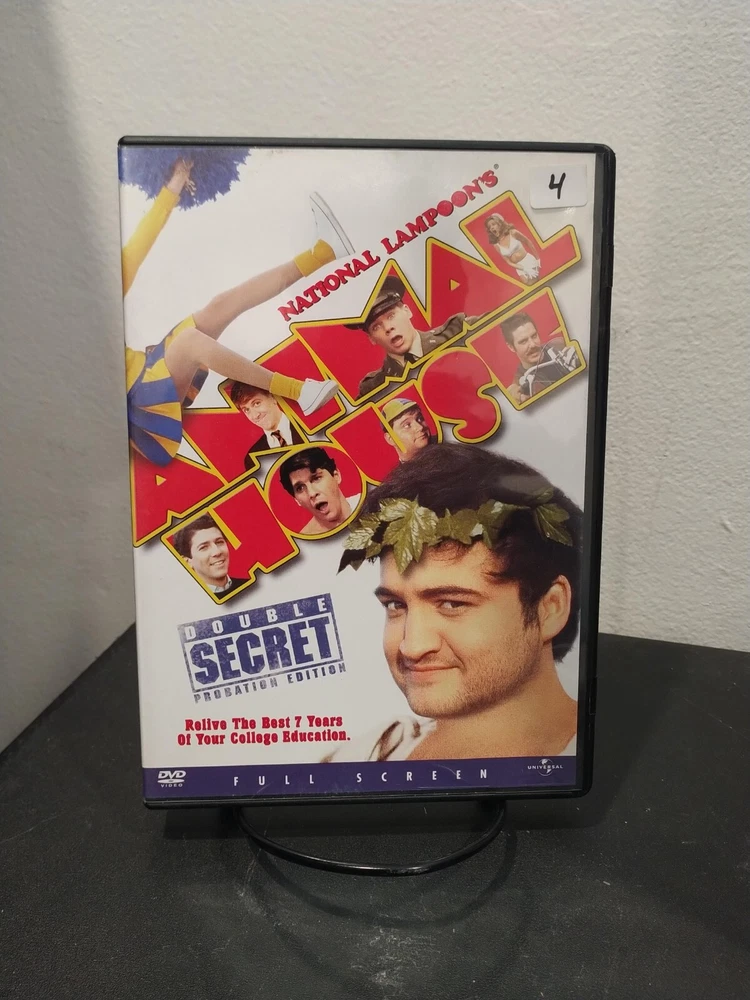 4
NATIONAL LAMPOON'S®
ANIMAL
HOUSE
DOUBLE
SECRET
PROBATION EDITION
Relive The Best 7 Years
Of Your College Education.
DVD
VIDEO
FULL SCREEN
UNIVERSAL